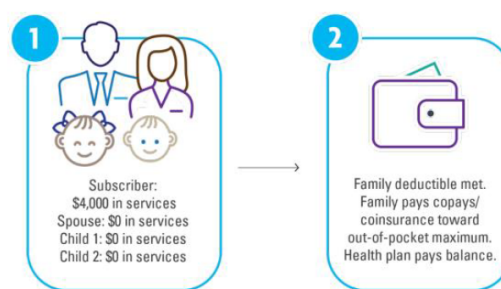 1
Subscriber:
$4,000 in services
Spouse: $0 in services
Child 1: $0 in services
Child 2: $0 in services
2
Family deductible met.
Family pays copays/
coinsurance toward
out-of-pocket maximum.
Health plan pays balance.